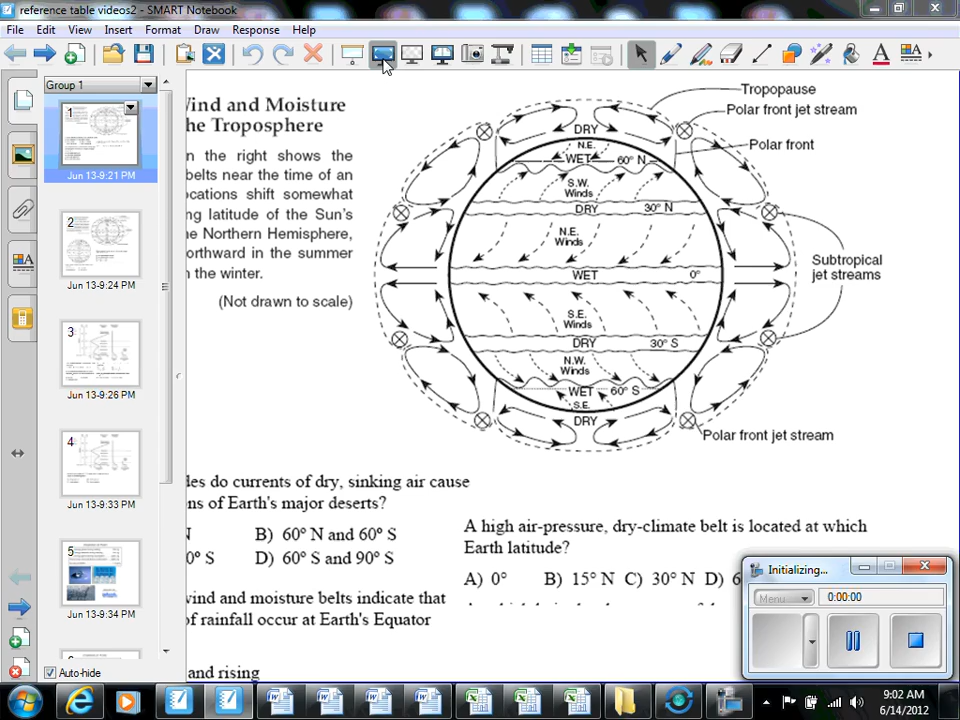 reference table videos2 - SMART Notebook
File Edit View Insert Format Draw Response Help
Group 1
1
Jun 13-9:21 PM
2
Jun 13-9:24 PM
3
Jun 13-9:26 PM
4
Jun 13-9:33 PM
5
Jun 13-9:34 PM
Auto-hide
Wind and Moisture
he Troposphere
n the right shows the
belts near the time of an
ocations shift somewhat
ng latitude of the Sun's
he Northern Hemisphere,
orthward in the summer
n the winter.
(Not drawn to scale)
Tropopause
Polar front jet stream
Polar front
DRY
N.E.
WET 60° N
S.W.
Winds
DRY 30° N
N.E.
Winds
Subtropical
jet streams
WET 0°
S.E.
Winds
DRY 30° S
N.W.
Winds
WET 60° S
S.E.
DRY
Polar front jet stream
des do currents of dry, sinking air cause
ns of Earth's major deserts?
N B) 60° N and 60° S
0° S D) 60° S and 90° S
wind and moisture belts indicate that
of rainfall occur at Earth's Equator
and rising
A high air-pressure, dry-climate belt is located at which
Earth latitude?
A) 0° B) 15° N C) 30° N D) 6
Initializing...
Menu 0:00:00
9:02 AM
6/14/2012